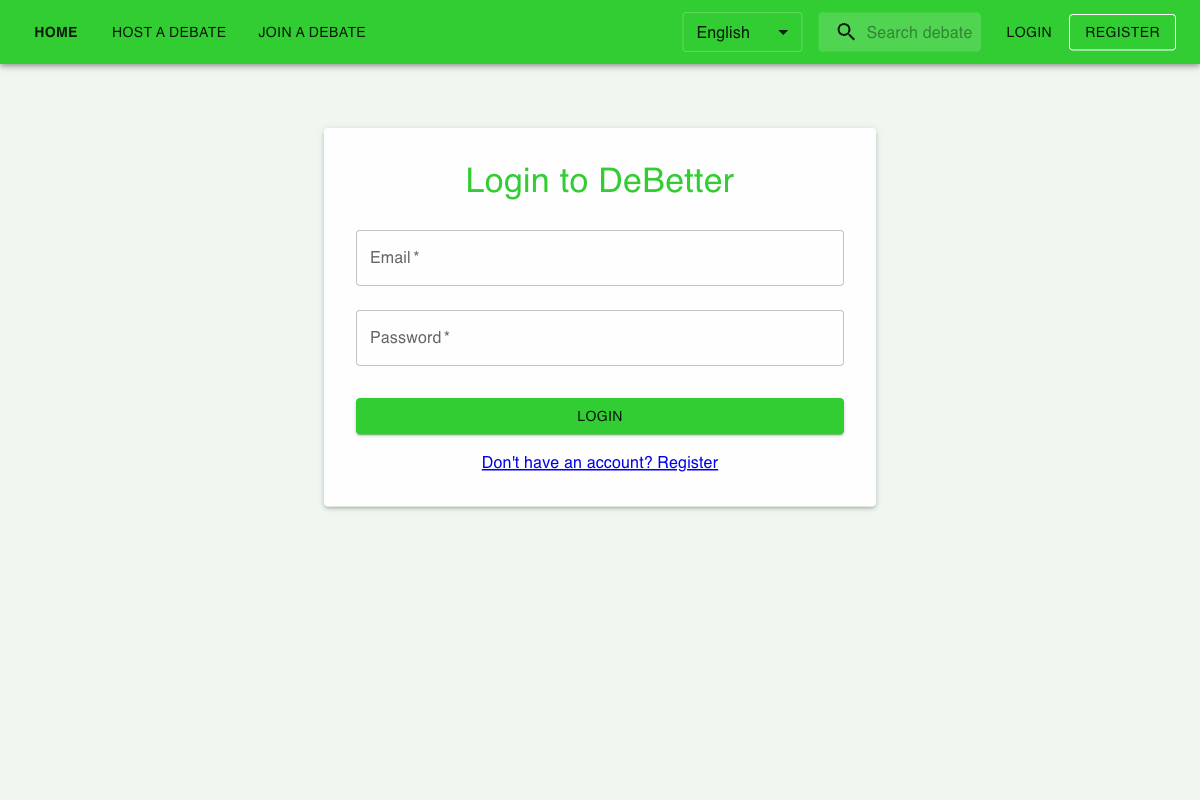 HOME HOST A DEBATE JOIN A DEBATE English Search debate LOGIN REGISTER
Login to DeBetter
Email *
Password *
LOGIN
Don't have an account? Register